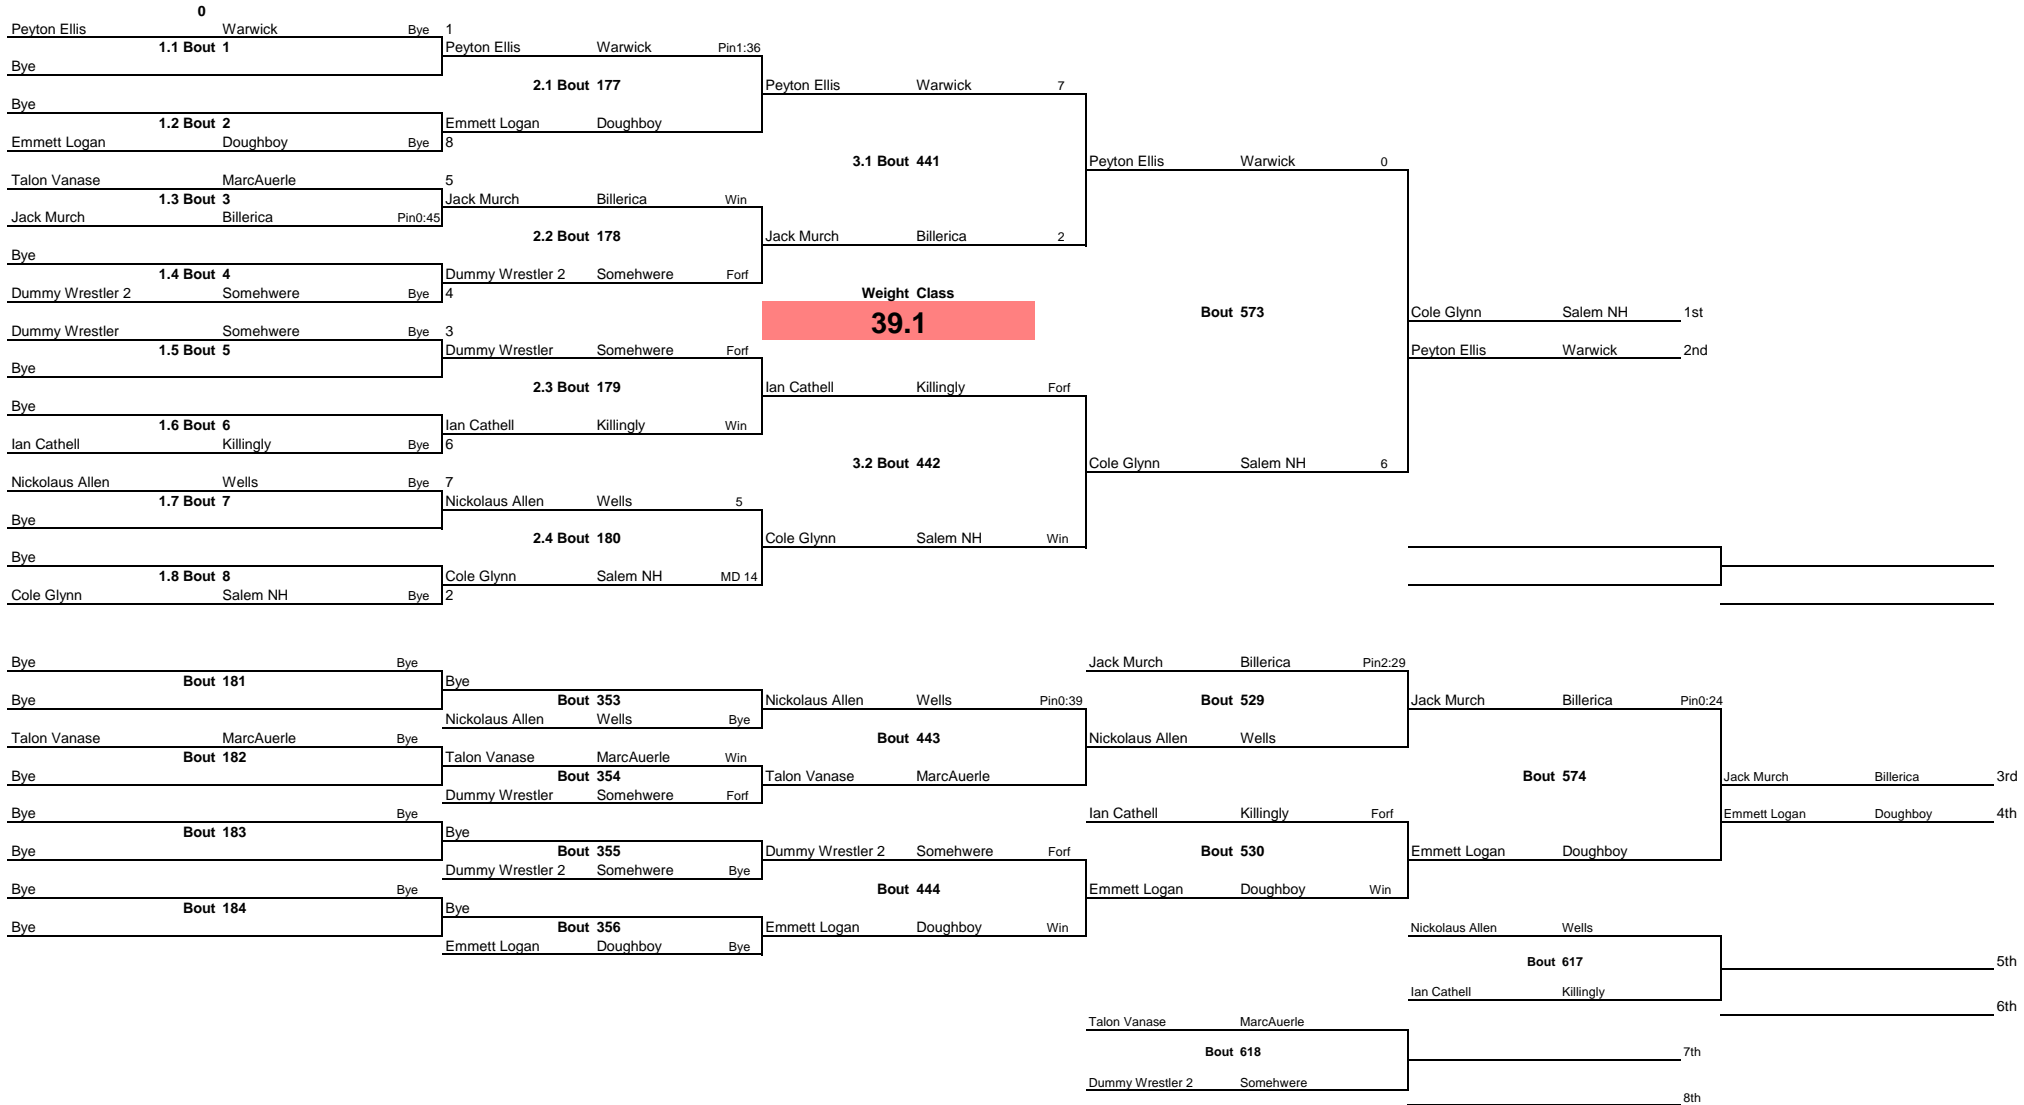 0
Peyton Ellis Warwick Bye 1
1.1 Bout 1 Peyton Ellis Warwick Pin1:36
Bye
2.1 Bout 177 Peyton Ellis Warwick 7
Bye
1.2 Bout 2 Emmett Logan Doughboy
Emmett Logan Doughboy Bye 8
3.1 Bout 441 Peyton Ellis Warwick 0
Talon Vanase MarcAuerle 5
1.3 Bout 3 Jack Murch Billerica Win
Jack Murch Billerica Pin0:45
2.2 Bout 178 Jack Murch Billerica 2
Bye
1.4 Bout 4 Dummy Wrestler 2 Somehwere Forf
Dummy Wrestler 2 Somehwere Bye 4 Weight Class
39.1 Bout 573 Cole Glynn Salem NH 1st
Dummy Wrestler Somehwere Bye 3
1.5 Bout 5 Dummy Wrestler Somehwere Forf Peyton Ellis Warwick 2nd
Bye
2.3 Bout 179 Ian Cathell Killingly Forf
Bye
1.6 Bout 6 Ian Cathell Killingly Win
Ian Cathell Killingly Bye 6
3.2 Bout 442 Cole Glynn Salem NH 6
Nickolaus Allen Wells Bye 7
1.7 Bout 7 Nickolaus Allen Wells 5
Bye
2.4 Bout 180 Cole Glynn Salem NH Win
Bye
1.8 Bout 8 Cole Glynn Salem NH MD 14
Cole Glynn Salem NH Bye 2
Bye Bye Jack Murch Billerica Pin2:29
Bout 181 Bye
Bye Bout 353 Nickolaus Allen Wells Pin0:39 Bout 529 Jack Murch Billerica Pin0:24
Nickolaus Allen Wells Bye
Talon Vanase MarcAuerle Bye Bout 443 Nickolaus Allen Wells
Bout 182 Talon Vanase MarcAuerle Win
Bye Bout 354 Talon Vanase MarcAuerle Bout 574 Jack Murch Billerica 3rd
Dummy Wrestler Somehwere Forf
Bye Bye Ian Cathell Killingly Forf Emmett Logan Doughboy 4th
Bout 183 Bye
Bye Bout 355 Dummy Wrestler 2 Somehwere Forf Bout 530 Emmett Logan Doughboy
Dummy Wrestler 2 Somehwere Bye
Bye Bye Bout 444 Emmett Logan Doughboy Win
Bout 184 Bye
Bye Bout 356 Emmett Logan Doughboy Win Nickolaus Allen Wells
Emmett Logan Doughboy Bye
Bout 617 5th
Ian Cathell Killingly
6th
Talon Vanase MarcAuerle
Bout 618 7th
Dummy Wrestler 2 Somehwere
8th